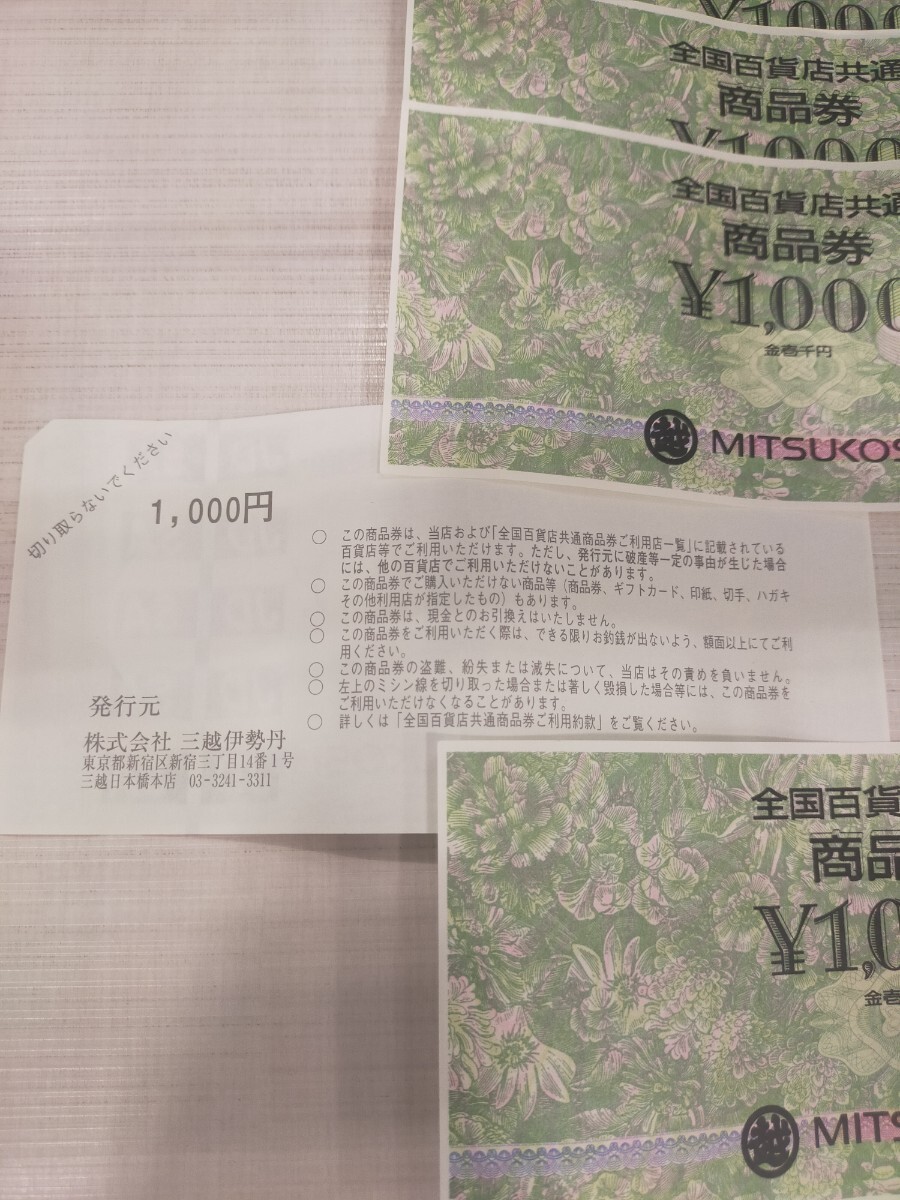 ¥1000
全国百貨店共通
商品券
¥1000
全国百貨店共通
商品券
¥1,000
金壱千円
越 MITSUKOS
切り取らないでください
1,000円
○ この商品券は、当店および「全国百貨店共通商品券ご利用店一覧」に記載されている
百貨店等でご利用いただけます。ただし、発行元に破産等一定の事由が生じた場合
には、他の百貨店でご利用いただけないことがあります。
○ この商品券でご購入いただけない商品等（商品券、ギフトカード、印紙、切手、ハガキ
その他利用店が指定したもの）もあります。
○ この商品券は、現金とのお引換えはいたしません。
○ この商品券をご利用いただく際は、できる限りお釣銭が出ないよう、額面以上にてご利
用ください。
○ この商品券の盗難、紛失または滅失について、当店はその責めを負いません。
○ 左上のミシン線を切り取った場合または著しく毀損した場合等には、この商品券を
ご利用いただけなくなることがあります。
○ 詳しくは「全国百貨店共通商品券ご利用約款」をご覧ください。
発行元
株式会社 三越伊勢丹
東京都新宿区新宿三丁目14番1号
三越日本橋本店 03-3241-3311
全国百貨
商品
¥1,0
金壱
越 MITS